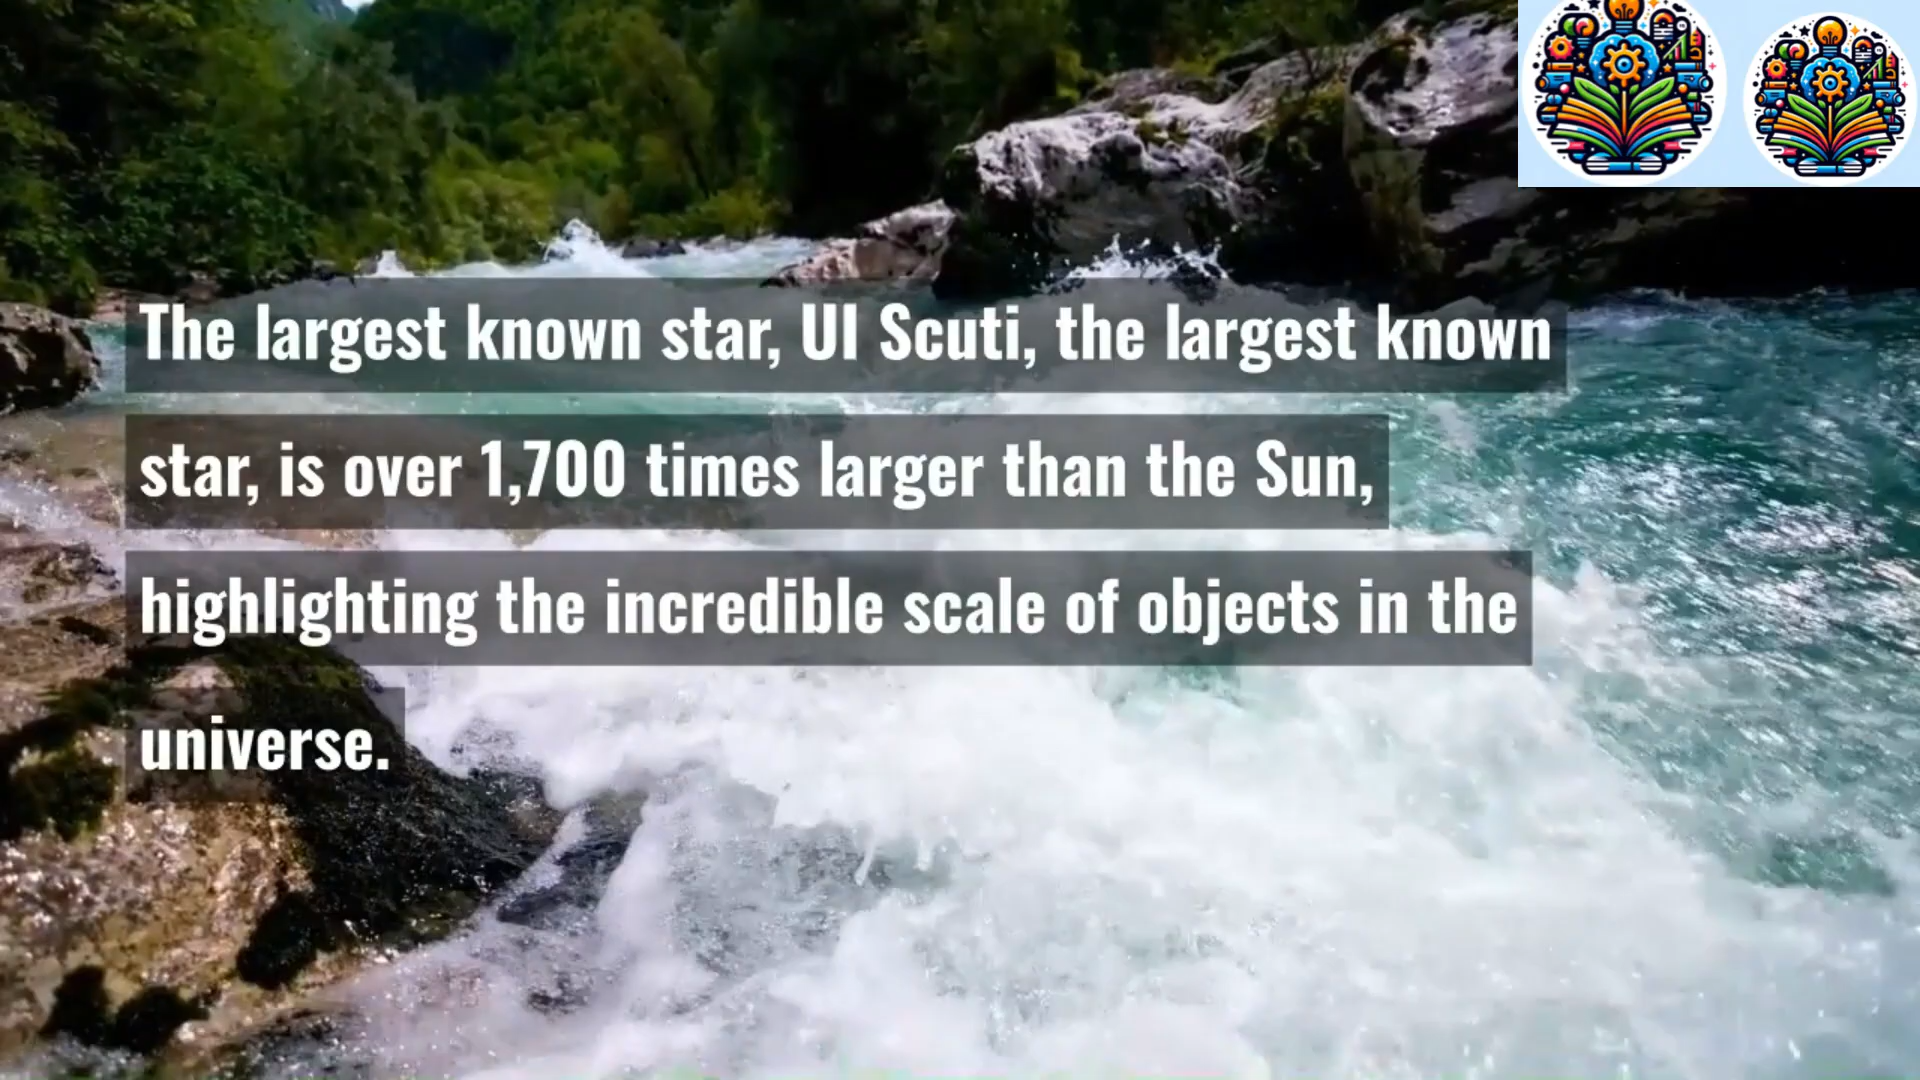 The largest known star, UI Scuti, the largest known
star, is over 1,700 times larger than the Sun,
highlighting the incredible scale of objects in the
universe.